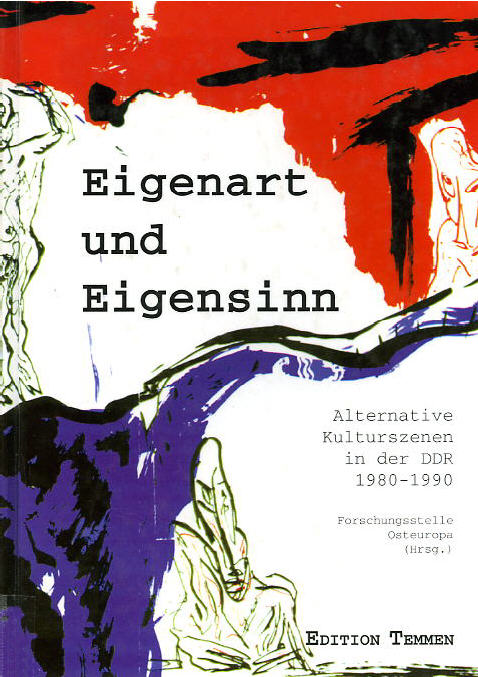 Eigenart
und
Eigensinn
Alternative
Kulturszenen
in der DDR
1980-1990
Forschungsstelle
Osteuropa
(Hrsg.)
EDITION TEMMEN